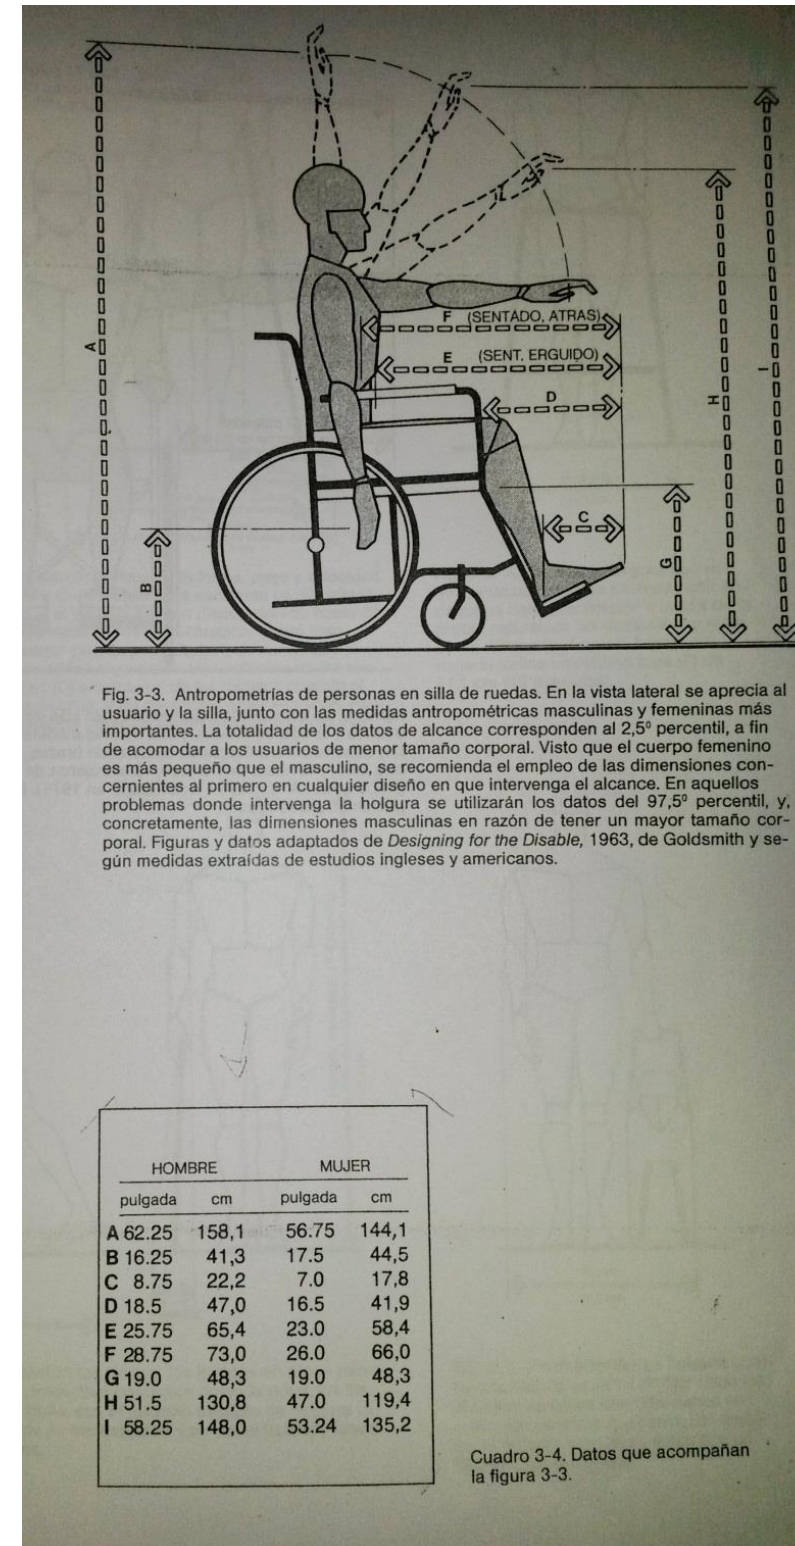 A
F (SENTADO, ATRAS)
E (SENT. ERGUIDO)
D
C
B
G
H
I
Fig. 3-3. Antropometrías de personas en silla de ruedas. En la vista lateral se aprecia al
usuario y la silla, junto con las medidas antropométricas masculinas y femeninas más
importantes. La totalidad de los datos de alcance corresponden al 2,5º percentil, a fin
de acomodar a los usuarios de menor tamaño corporal. Visto que el cuerpo femenino
es más pequeño que el masculino, se recomienda el empleo de las dimensiones con-
cernientes al primero en cualquier diseño en que intervenga el alcance. En aquellos
problemas donde intervenga la holgura se utilizarán los datos del 97,5º percentil, y,
concretamente, las dimensiones masculinas en razón de tener un mayor tamaño cor-
poral. Figuras y datos adaptados de Designing for the Disable, 1963, de Goldsmith y se-
gún medidas extraídas de estudios ingleses y americanos.
HOMBRE MUJER
pulgada cm pulgada cm
A 62.25 158,1 56.75 144,1
B 16.25 41,3 17.5 44,5
C 8.75 22,2 7.0 17,8
D 18.5 47,0 16.5 41,9
E 25.75 65,4 23.0 58,4
F 28.75 73,0 26.0 66,0
G 19.0 48,3 19.0 48,3
H 51.5 130,8 47.0 119,4
I 58.25 148,0 53.24 135,2
Cuadro 3-4. Datos que acompañan
la figura 3-3.